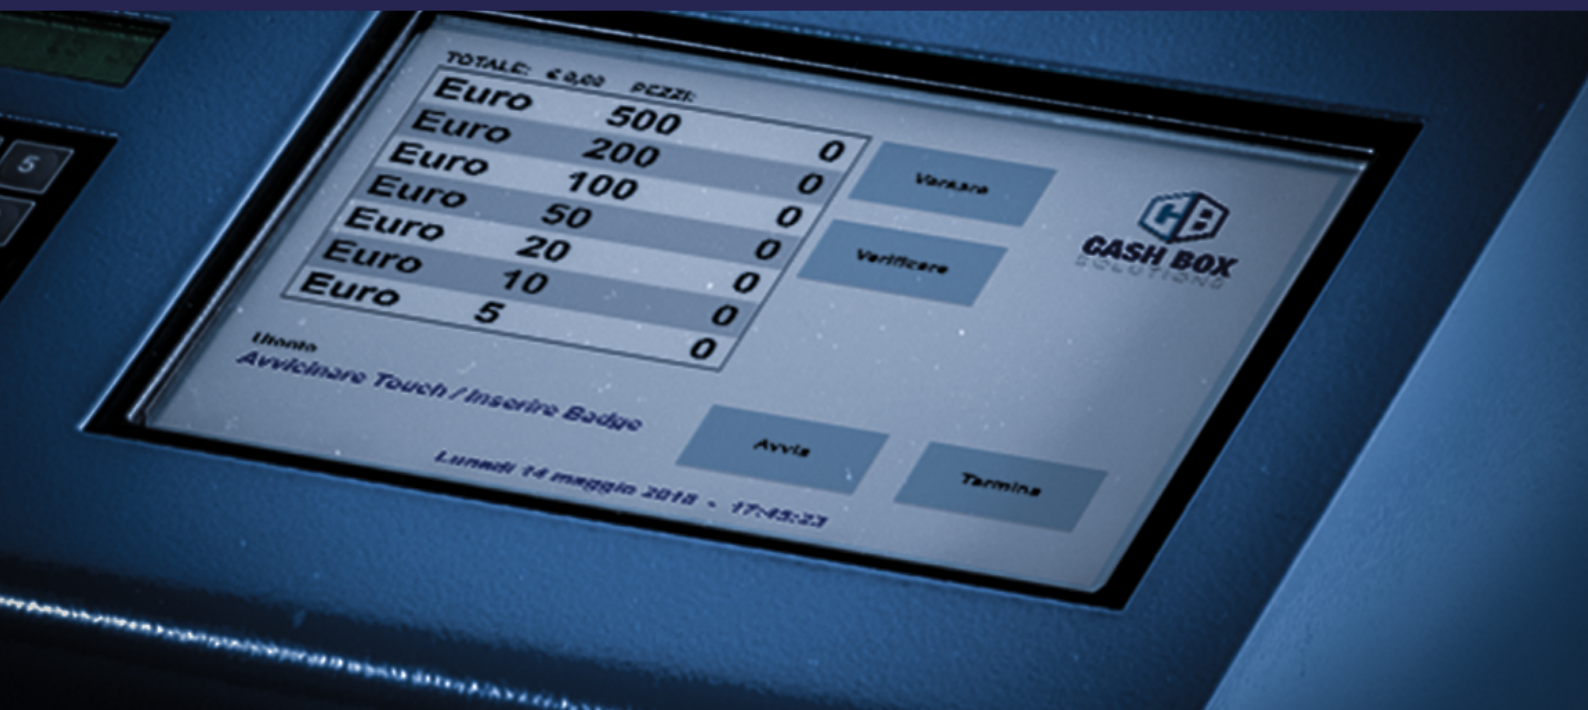 TOTALE: € 0,00 PEZZI:
Euro 500 0
Euro 200 0
Euro 100 0
Euro 50 0
Euro 20 0
Euro 10 0
Euro 5 0
Versare
Verificare
CB
CASH BOX
SOLUTIONS
Utente
Avvicinare Touch / Inserire Badge
Avvia
Termina
Lunedi 14 maggio 2018 - 17:45:23
5